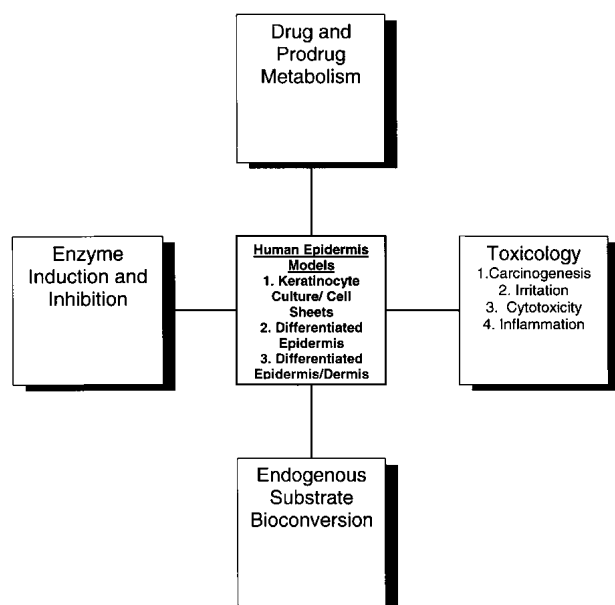 Drug and
Prodrug
Metabolism
Enzyme
Induction and
Inhibition
Human Epidermis
Models
1. Keratinocyte
Culture/ Cell
Sheets
2. Differentiated
Epidermis
3. Differentiated
Epidermis/Dermis
Toxicology
1.Carcinogenesis
2. Irritation
3. Cytotoxicity
4. Inflammation
Endogenous
Substrate
Bioconversion